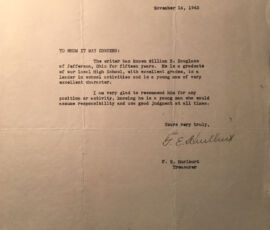 November 16, 1942
TO WHOM IT MAY CONCERN:
The writer has known William E. Douglass
of Jefferson, Ohio for fifteen years. He is a graduate
of our local High School, with excellent grades, is a
leader in school activities and is a young man of very
excellent character.
I am very glad to recommend him for any
position or activity, knowing he is a young man who would
assume responsibility and use good judgment at all times.
Yours very truly,
F. E. Hurlburt
F. E. Hurlburt
Treasurer